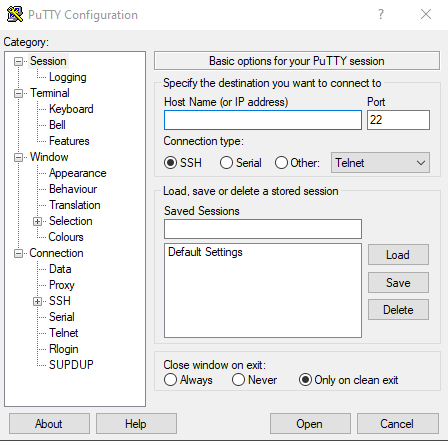 PuTTY Configuration
? ×
Category:
Session
Logging
Terminal
Keyboard
Bell
Features
Window
Appearance
Behaviour
Translation
Selection
Colours
Connection
Data
Proxy
SSH
Serial
Telnet
Rlogin
SUPDUP
Basic options for your PuTTY session
Specify the destination you want to connect to
Host Name (or IP address) Port
22
Connection type:
SSH Serial Other: Telnet
Load, save or delete a stored session
Saved Sessions
Default Settings
Load
Save
Delete
Close window on exit:
Always Never Only on clean exit
About Help Open Cancel